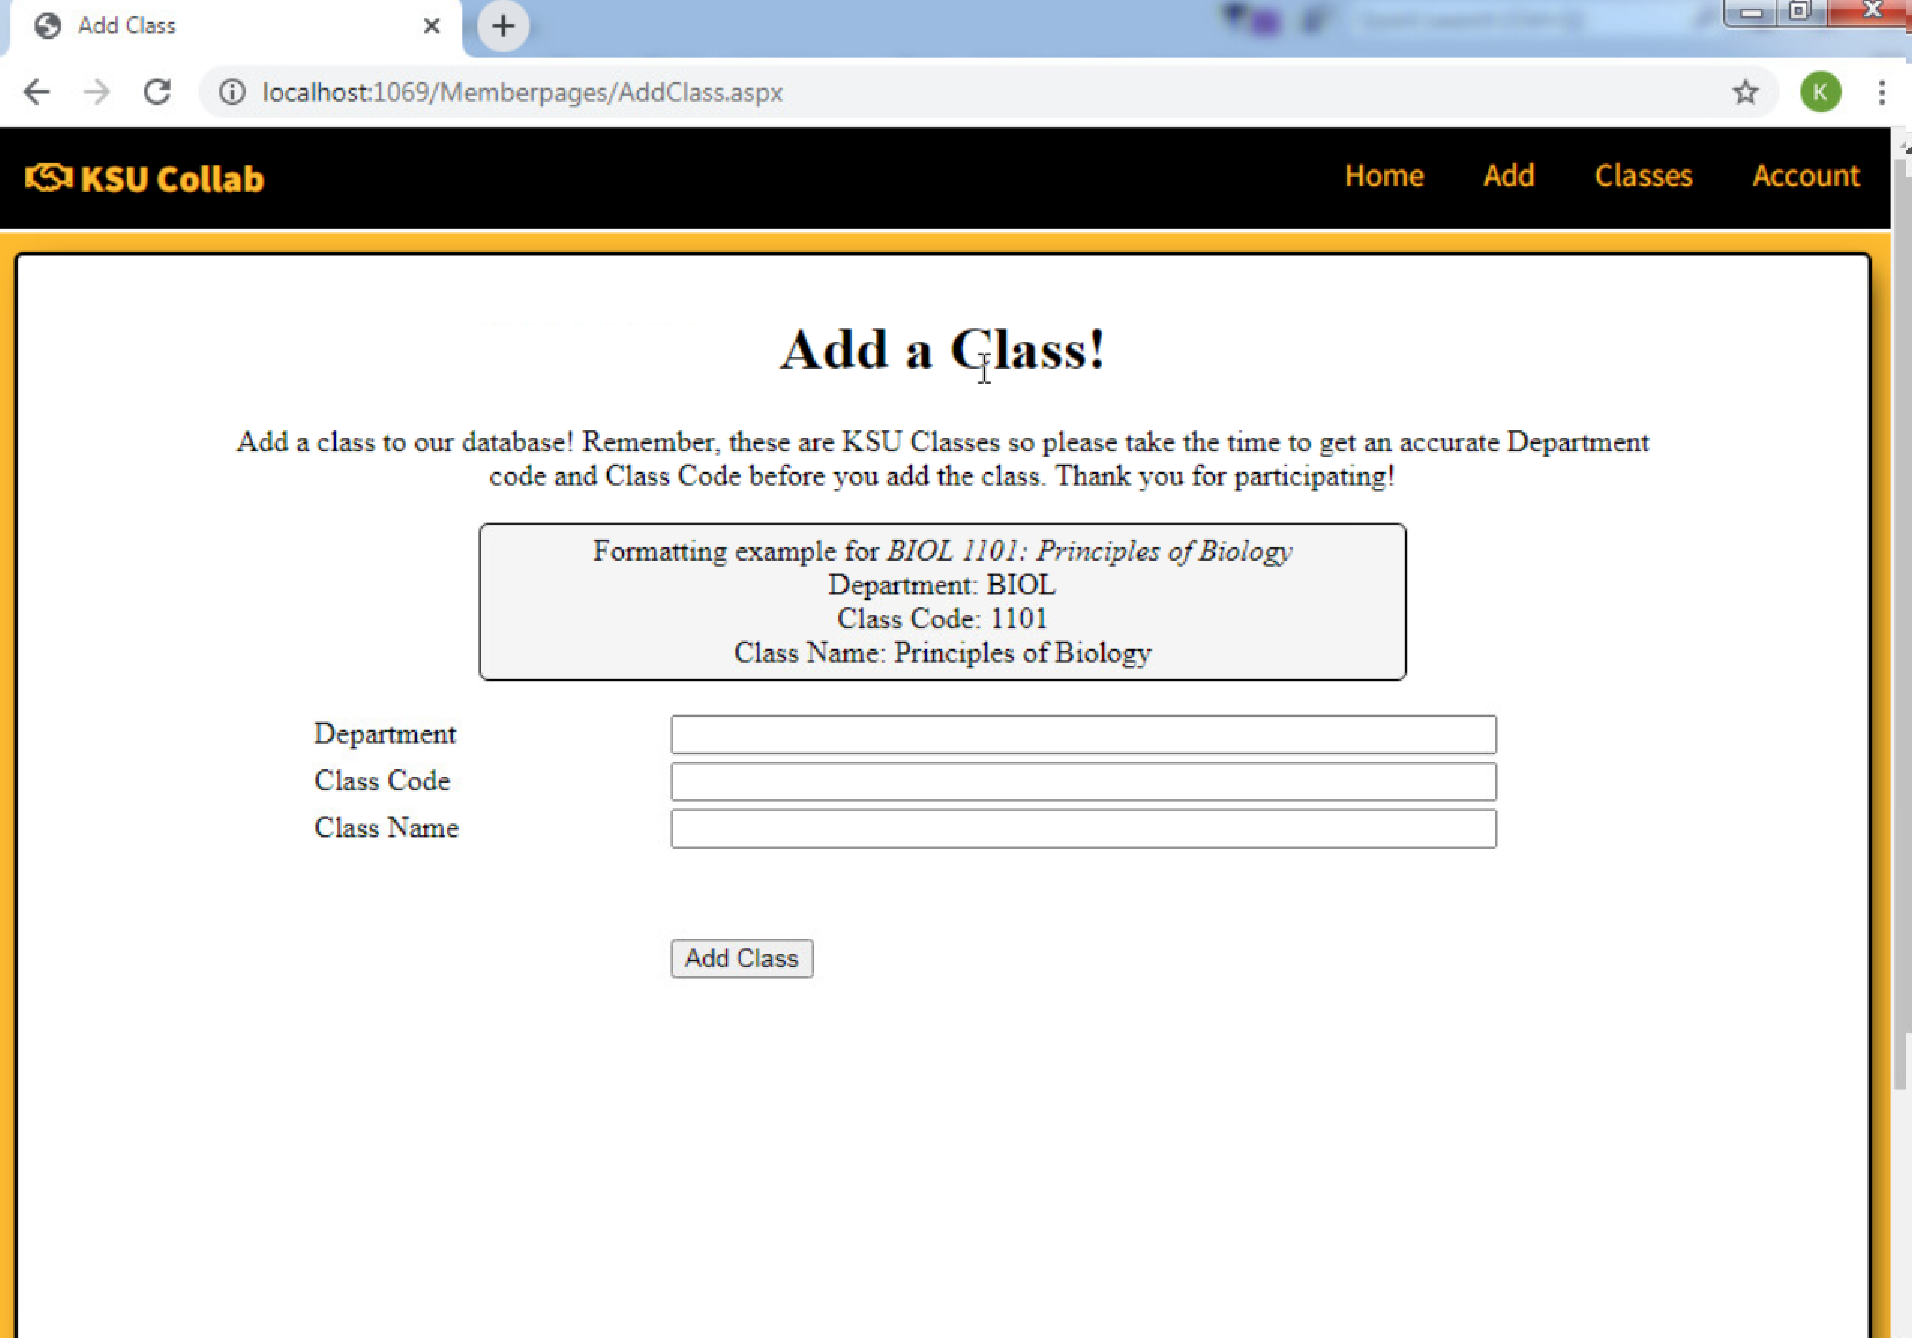 Add Class
localhost:1069/Memberpages/AddClass.aspx
K
KSU Collab
Home Add Classes Account
Add a Class!
Add a class to our database! Remember, these are KSU Classes so please take the time to get an accurate Department
code and Class Code before you add the class. Thank you for participating!
Formatting example for BIOL 1101: Principles of Biology
Department: BIOL
Class Code: 1101
Class Name: Principles of Biology
Department
Class Code
Class Name
Add Class